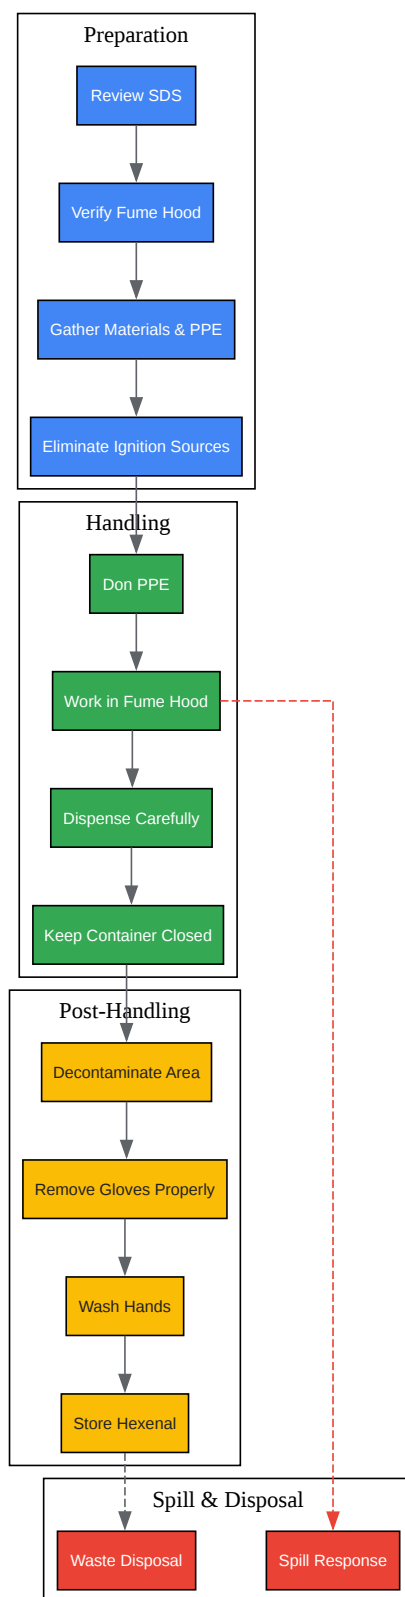 Preparation
Review SDS
Verify Fume Hood
Gather Materials & PPE
Eliminate Ignition Sources
Handling
Don PPE
Work in Fume Hood
Dispense Carefully
Keep Container Closed
Post-Handling
Decontaminate Area
Remove Gloves Properly
Wash Hands
Store Hexenal
Spill & Disposal
Waste Disposal
Spill Response